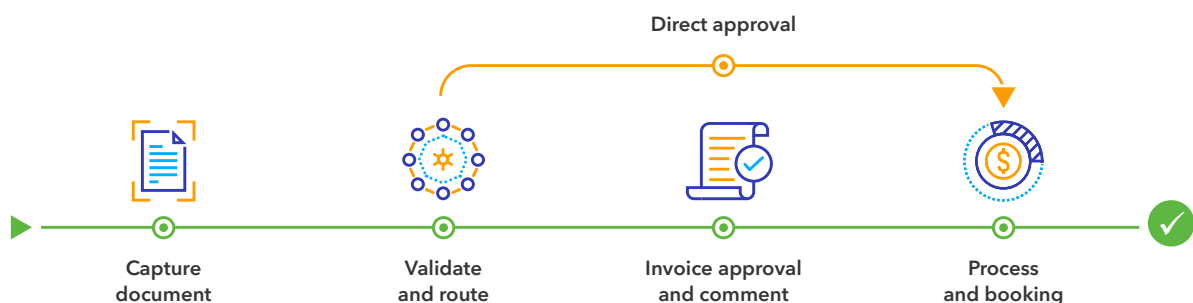 Direct approval
Capture
document
Validate
and route
Invoice approval
and comment
Process
and booking
$